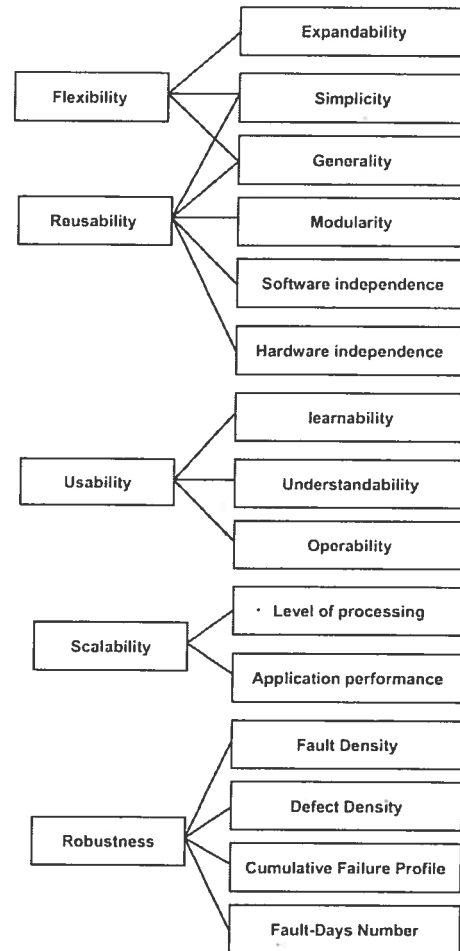 Expandability
Flexibility
Simplicity
Generality
Reusability
Modularity
Software independence
Hardware independence
learnability
Usability
Understandability
Operability
Level of processing
Scalability
Application performance
Fault Density
Defect Density
Robustness
Cumulative Failure Profile
Fault-Days Number